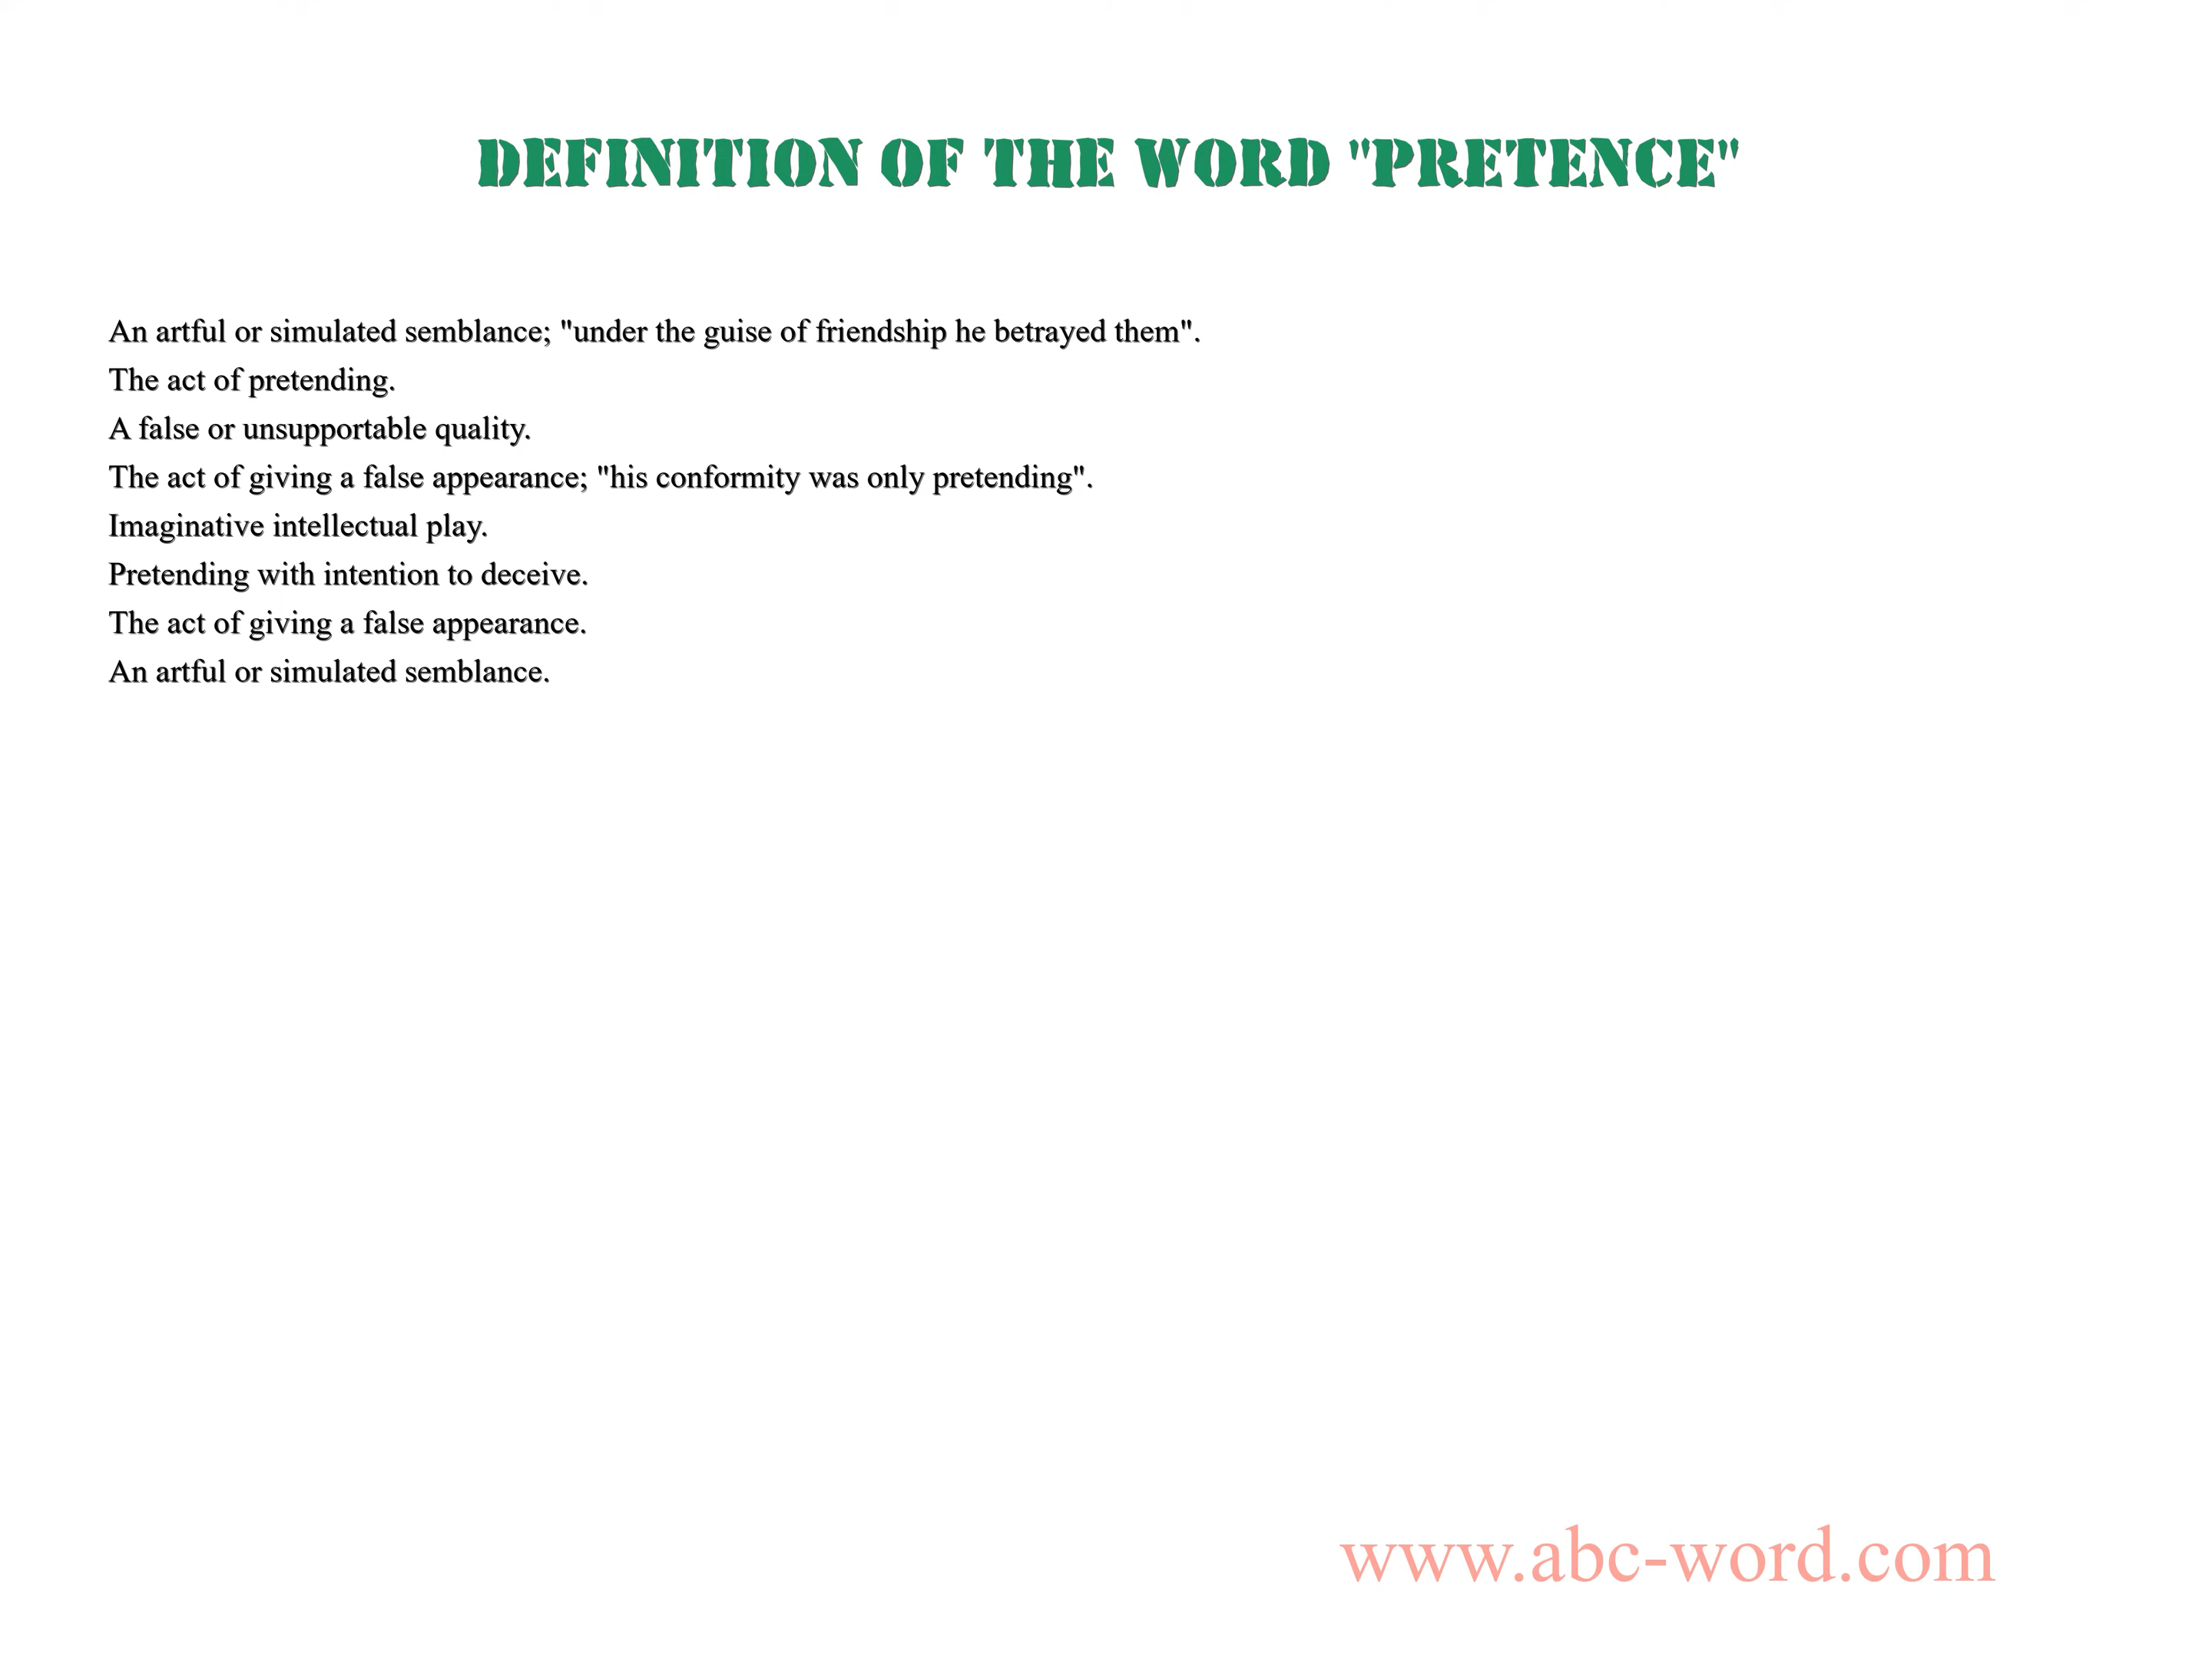 DEFINITION OF THE WORD "PRETENCE"
An artful or simulated semblance; "under the guise of friendship he betrayed them".
The act of pretending.
A false or unsupportable quality.
The act of giving a false appearance; "his conformity was only pretending".
Imaginative intellectual play.
Pretending with intention to deceive.
The act of giving a false appearance.
An artful or simulated semblance.
www.abc-word.com